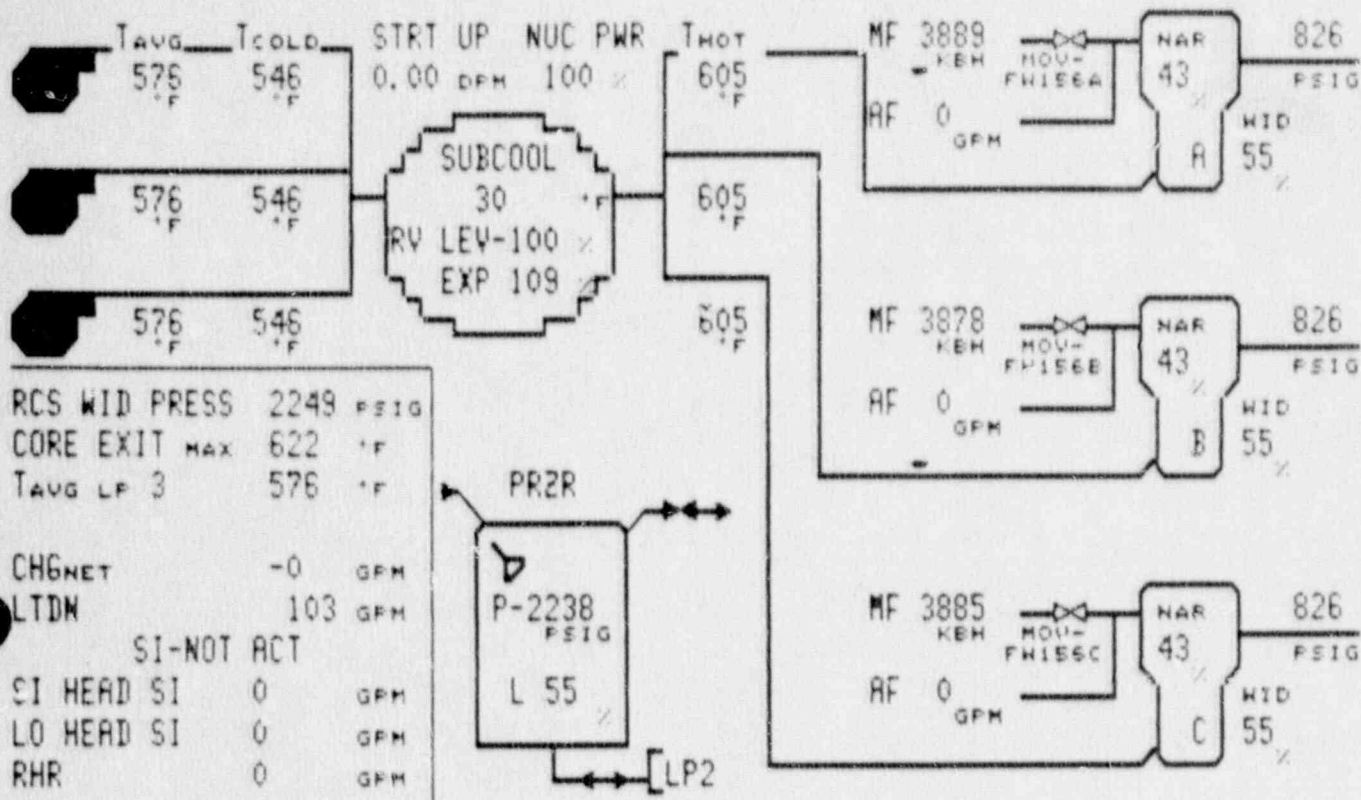 TAVG TCOLD STRT UP NUC PWR THOT MF 3889 NAR 826
576 546 0.00 DPM 100 % 605 KBH MOV- 43 PSIG
°F °F °F FW156A %
AF 0 WID
SUBCOOL GPM A 55
30 °F %
576 546 605
°F °F RV LEV-100 % °F
EXP 109 %
576 546 605 MF 3878 NAR 826
°F °F °F KBH MOV- 43 PSIG
FW156B %
RCS WID PRESS 2249 PSIG AF 0 WID
CORE EXIT MAX 622 °F GPM B 55
TAVG LP 3 576 °F %
PRZR
CHGNET -0 GPM
LTDN 103 GPM P-2238 MF 3885 NAR 826
PSIG KBH MOV- 43 PSIG
SI-NOT ACT FW156C %
SI HEAD SI 0 GPM L 55 AF 0 WID
LO HEAD SI 0 GPM % GPM C 55
RHR 0 GPM LP2 %